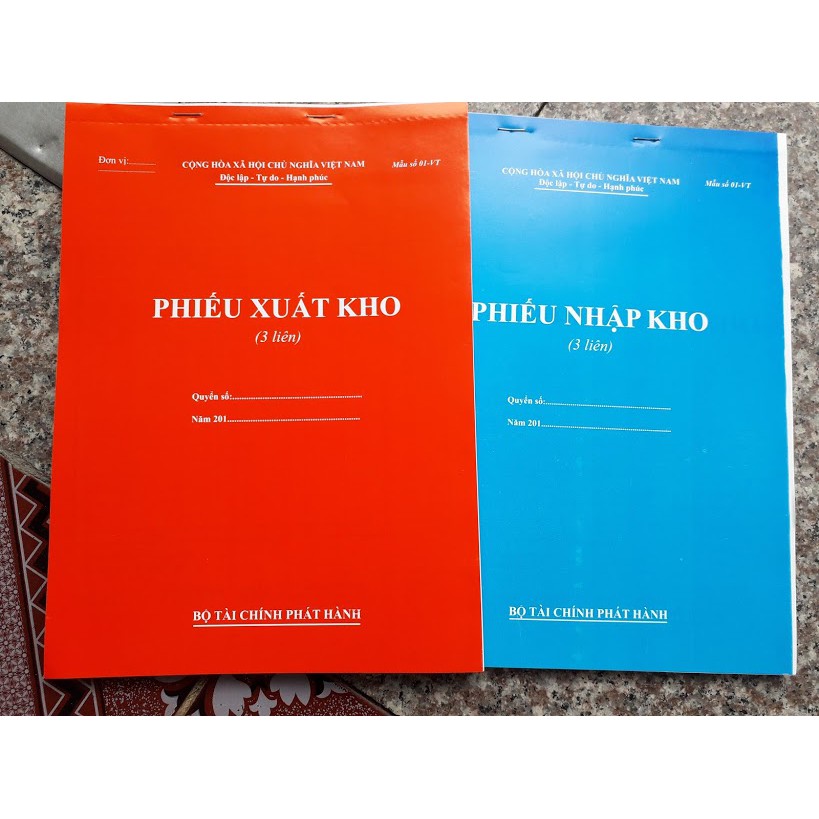 Đơn vị:..........
CỘNG HÒA XÃ HỘI CHỦ NGHĨA VIỆT NAM
Độc lập - Tự do - Hạnh phúc
Mẫu số 01-VT
PHIẾU XUẤT KHO
(3 liên)
Quyển số:........................................................
Năm 201.........................................................
BỘ TÀI CHÍNH PHÁT HÀNH
CỘNG HÒA XÃ HỘI CHỦ NGHĨA VIỆT NAM
Độc lập - Tự do - Hạnh phúc
Mẫu số 01-VT
PHIẾU NHẬP KHO
(3 liên)
Quyển số:........................................................
Năm 201.........................................................
BỘ TÀI CHÍNH PHÁT HÀNH